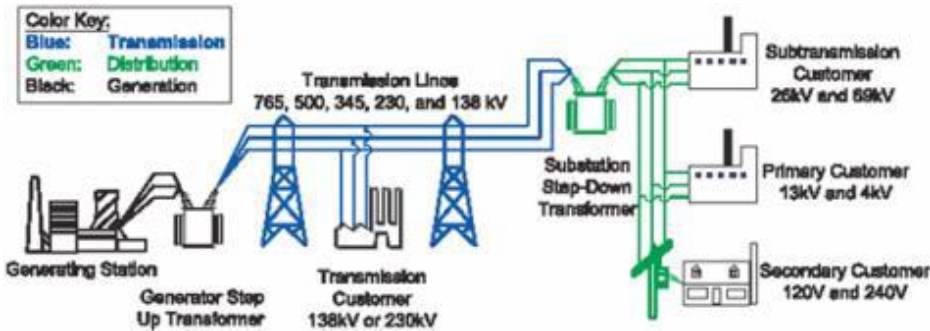 Color Key:
Blue: Transmission
Green: Distribution
Black: Generation
Transmission Lines
765, 500, 345, 230, and 138 kV
Subtransmission
Customer
26kV and 69kV
Substation
Step-Down
Transformer
Primary Customer
13kV and 4kV
Generating Station
Generator Step
Up Transformer
Transmission
Customer
138kV or 230kV
Secondary Customer
120V and 240V